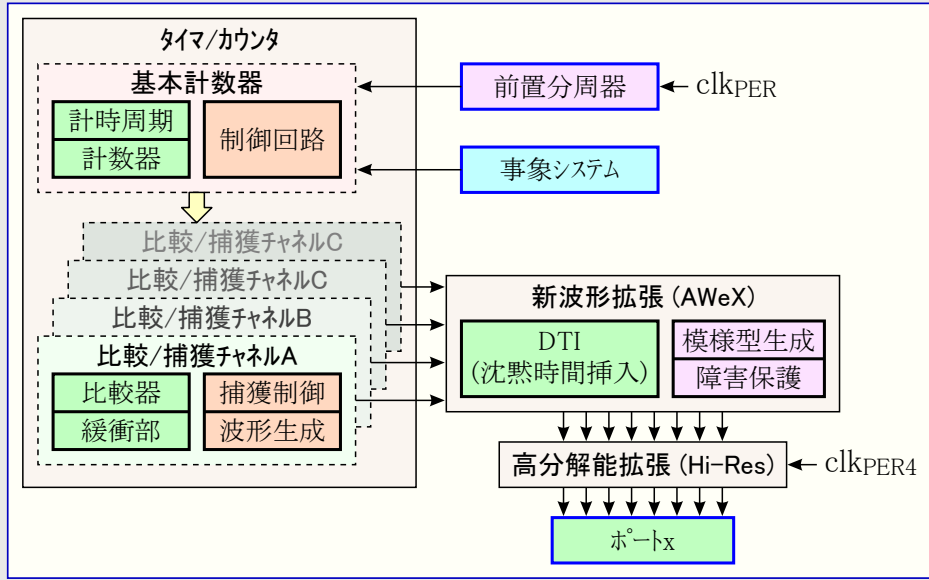 タイマ/カウンタ
基本計数器
計時周期
計数器
制御回路
前置分周器
clkPER
事象システム
比較/捕獲チャネルC
比較/捕獲チャネルC
比較/捕獲チャネルB
比較/捕獲チャネルA
比較器
緩衝部
捕獲制御
波形生成
新波形拡張 (AWeX)
DTI
(沈黙時間挿入)
模様型生成
障害保護
高分解能拡張 (Hi-Res)
clkPER4
ポートx